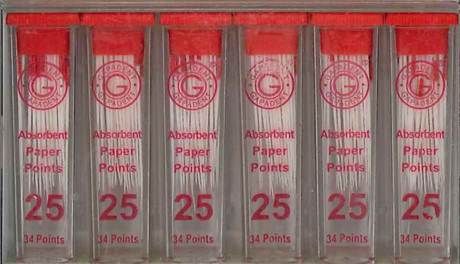 G
Absorbent
Paper
Points
25
34 Points
G
Absorbent
Paper
Points
25
34 Points
G
Absorbent
Paper
Points
25
34 Points
G
Absorbent
Paper
Points
25
34 Points
G
Absorbent
Paper
Points
25
34 Points
G
Absorbent
Paper
Points
25
34 Points